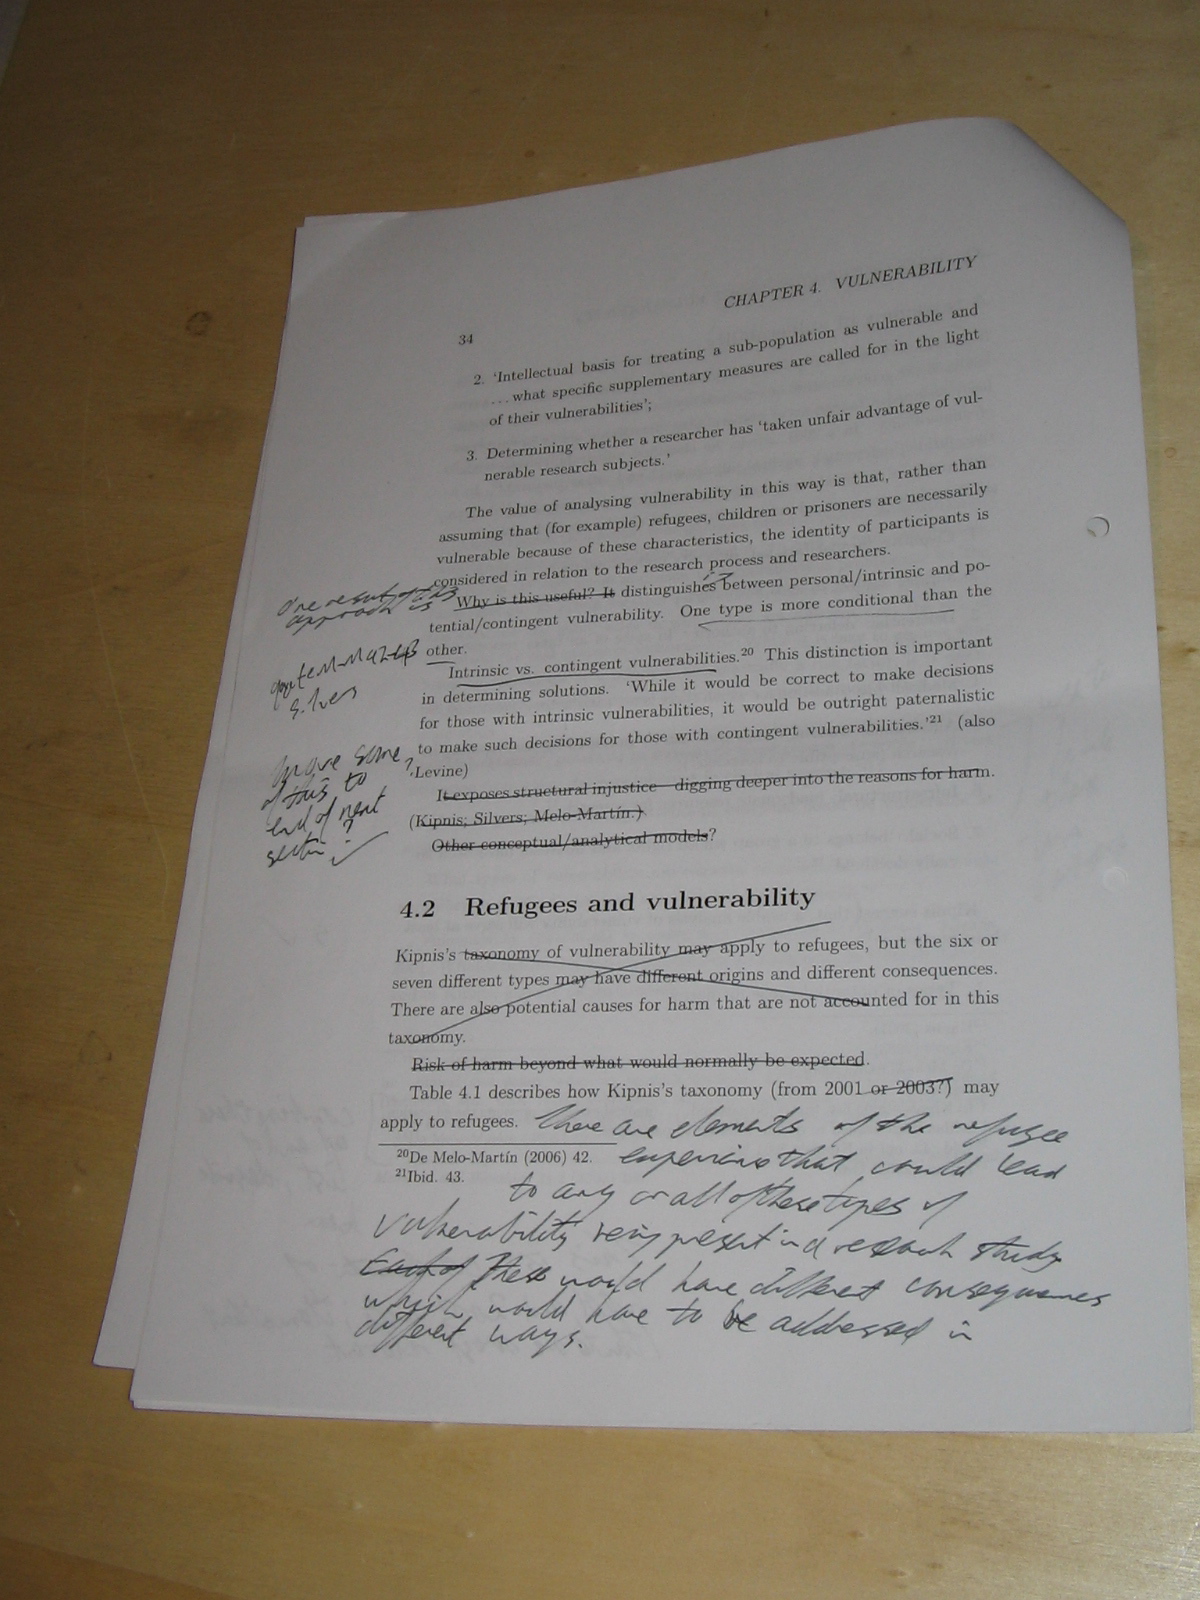 CHAPTER 4. VULNERABILITY
34
2. ‘Intellectual basis for treating a sub-population as vulnerable and
...what specific supplementary measures are called for in the light
of their vulnerabilities’;
3. Determining whether a researcher has ‘taken unfair advantage of vul-
nerable research subjects.’
The value of analysing vulnerability in this way is that, rather than
assuming that (for example) refugees, children or prisoners are necessarily
vulnerable because of these characteristics, the identity of participants is
considered in relation to the research process and researchers.
One result of this
approach is
Why is this useful? It distinguishes between personal/intrinsic and po-
tential/contingent vulnerability. One type is more conditional than the
other.
Silvers
Intrinsic vs. contingent vulnerabilities.20 This distinction is important
in determining solutions. ‘While it would be correct to make decisions
for those with intrinsic vulnerabilities, it would be outright paternalistic
to make such decisions for those with contingent vulnerabilities.’21 (also
Levine)
move some
of this to
end of next
section?
It exposes structural injustice – digging deeper into the reasons for harm.
(Kipnis; Silvers; Melo-Martín.)
Other conceptual/analytical models?
4.2 Refugees and vulnerability
Kipnis's taxonomy of vulnerability may apply to refugees, but the six or
seven different types may have different origins and different consequences.
There are also potential causes for harm that are not accounted for in this
taxonomy.
Risk of harm beyond what would normally be expected.
Table 4.1 describes how Kipnis's taxonomy (from 2001 or 2003?) may
apply to refugees. There are elements of the refugee
20De Melo-Martín (2006) 42. experience that could lead
21Ibid. 43.
to any or all of these types of
vulnerability being present in a research study
Each of These would have different consequences
which would have to be addressed in
different ways.